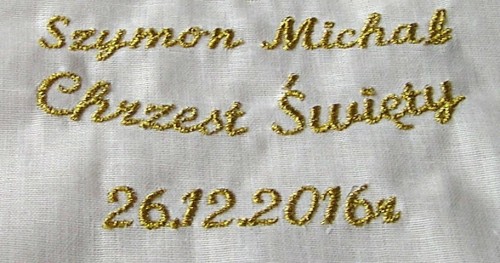 Szymon Michał
Chrzest Święty
26.12.2016r